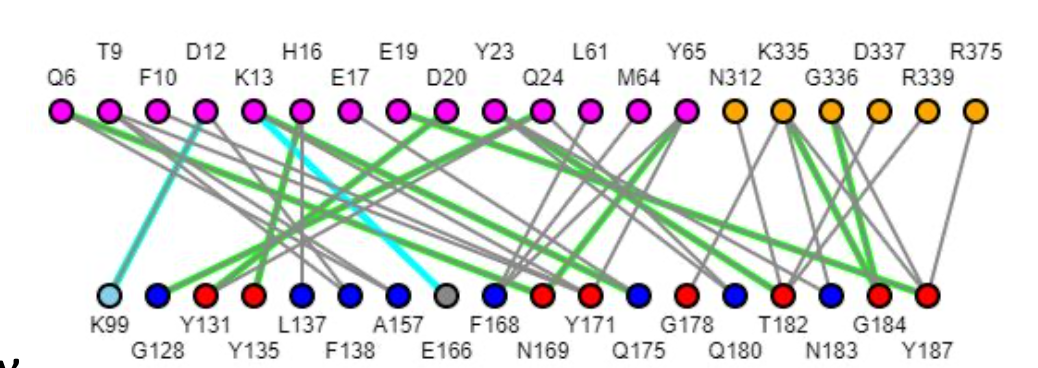 T9 D12 H16 E19 Y23 L61 Y65 K335 D337 R375
Q6 F10 K13 E17 D20 Q24 M64 N312 G336 R339
K99 Y131 L137 A157 F168 Y171 G178 T182 G184
G128 Y135 F138 E166 N169 Q175 Q180 N183 Y187